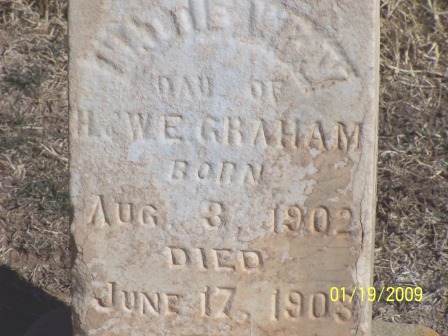 DAU. OF
H. & W.E. GRAHAM
BORN
AUG. 3, 1902
DIED
JUNE 17, 1903
01/19/2009